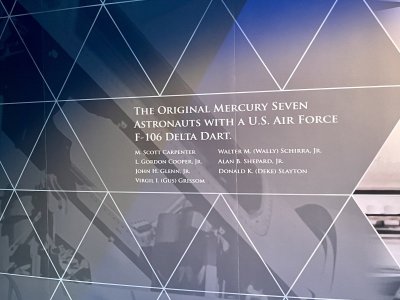 The Original Mercury Seven
Astronauts with a U.S. Air Force
F-106 Delta Dart.
M. Scott Carpenter
L. Gordon Cooper, Jr.
John H. Glenn, Jr.
Virgil I. (Gus) Grissom
Walter M. (Wally) Schirra, Jr.
Alan B. Shepard, Jr.
Donald K. (Deke) Slayton